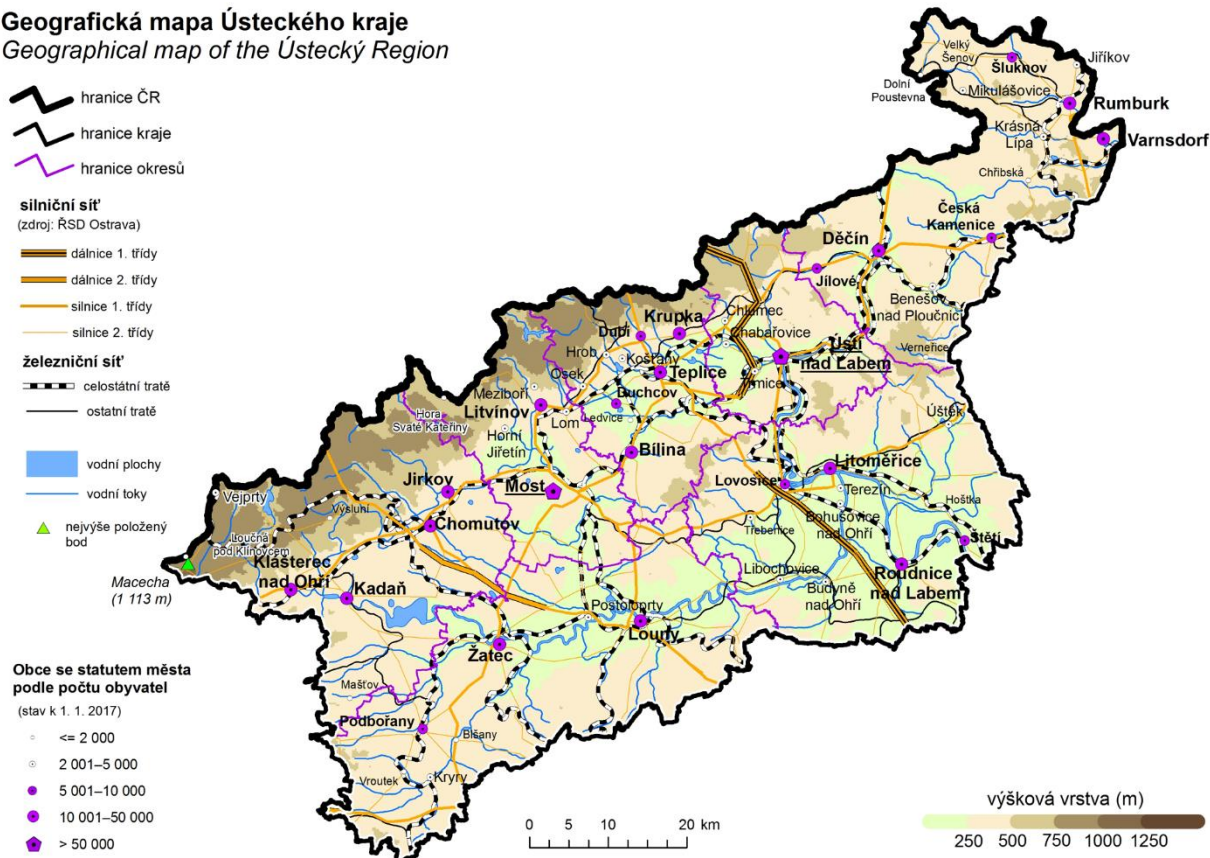 Geografická mapa Ústeckého kraje
Geographical map of the Ústecký Region
hranice ČR
hranice kraje
hranice okresů
silniční síť
(zdroj: ŘSD Ostrava)
dálnice 1. třídy
dálnice 2. třídy
silnice 1. třídy
silnice 2. třídy
železniční síť
celostátní tratě
ostatní tratě
vodní plochy
vodní toky
nejvýše položený
bod
Obce se statutem města
podle počtu obyvatel
(stav k 1. 1. 2017)
<= 2 000
2 001–5 000
5 001–10 000
10 001–50 000
> 50 000
Velký
Šenov
Šluknov
Jiříkov
Dolní
Poustevna
Mikulášovice
Rumburk
Krásná
Lípa
Varnsdorf
Chřibská
Česká
Kamenice
Děčín
Jílové
Benešov
nad Ploučnicí
Verneřice
Chlumec
Krupka
Dubí
Chabařovice
Ústí
nad Labem
Hrob
Košťany
Osek
Teplice
Trmice
Meziboří
Duchcov
Litvínov
Lom
Ledvice
Hora
Svaté Kateřiny
Horní
Jiřetín
Úštěk
Bílina
Litoměřice
Jirkov
Most
Lovosice
Terezín
Vejprty
Výsluní
Hoštka
Chomutov
Bohušovice
nad Ohří
Třebenice
Loučná
pod Klínovcem
Štětí
Klášterec
nad Ohří
Macecha
(1 113 m)
Kadaň
Libochovice
Roudnice
nad Labem
Budyně
nad Ohří
Postoloprty
Louny
Žatec
Mašťov
Podbořany
Blšany
Vroutek
Kryry
0 5 10 20 km
výšková vrstva (m)
250 500 750 1000 1250